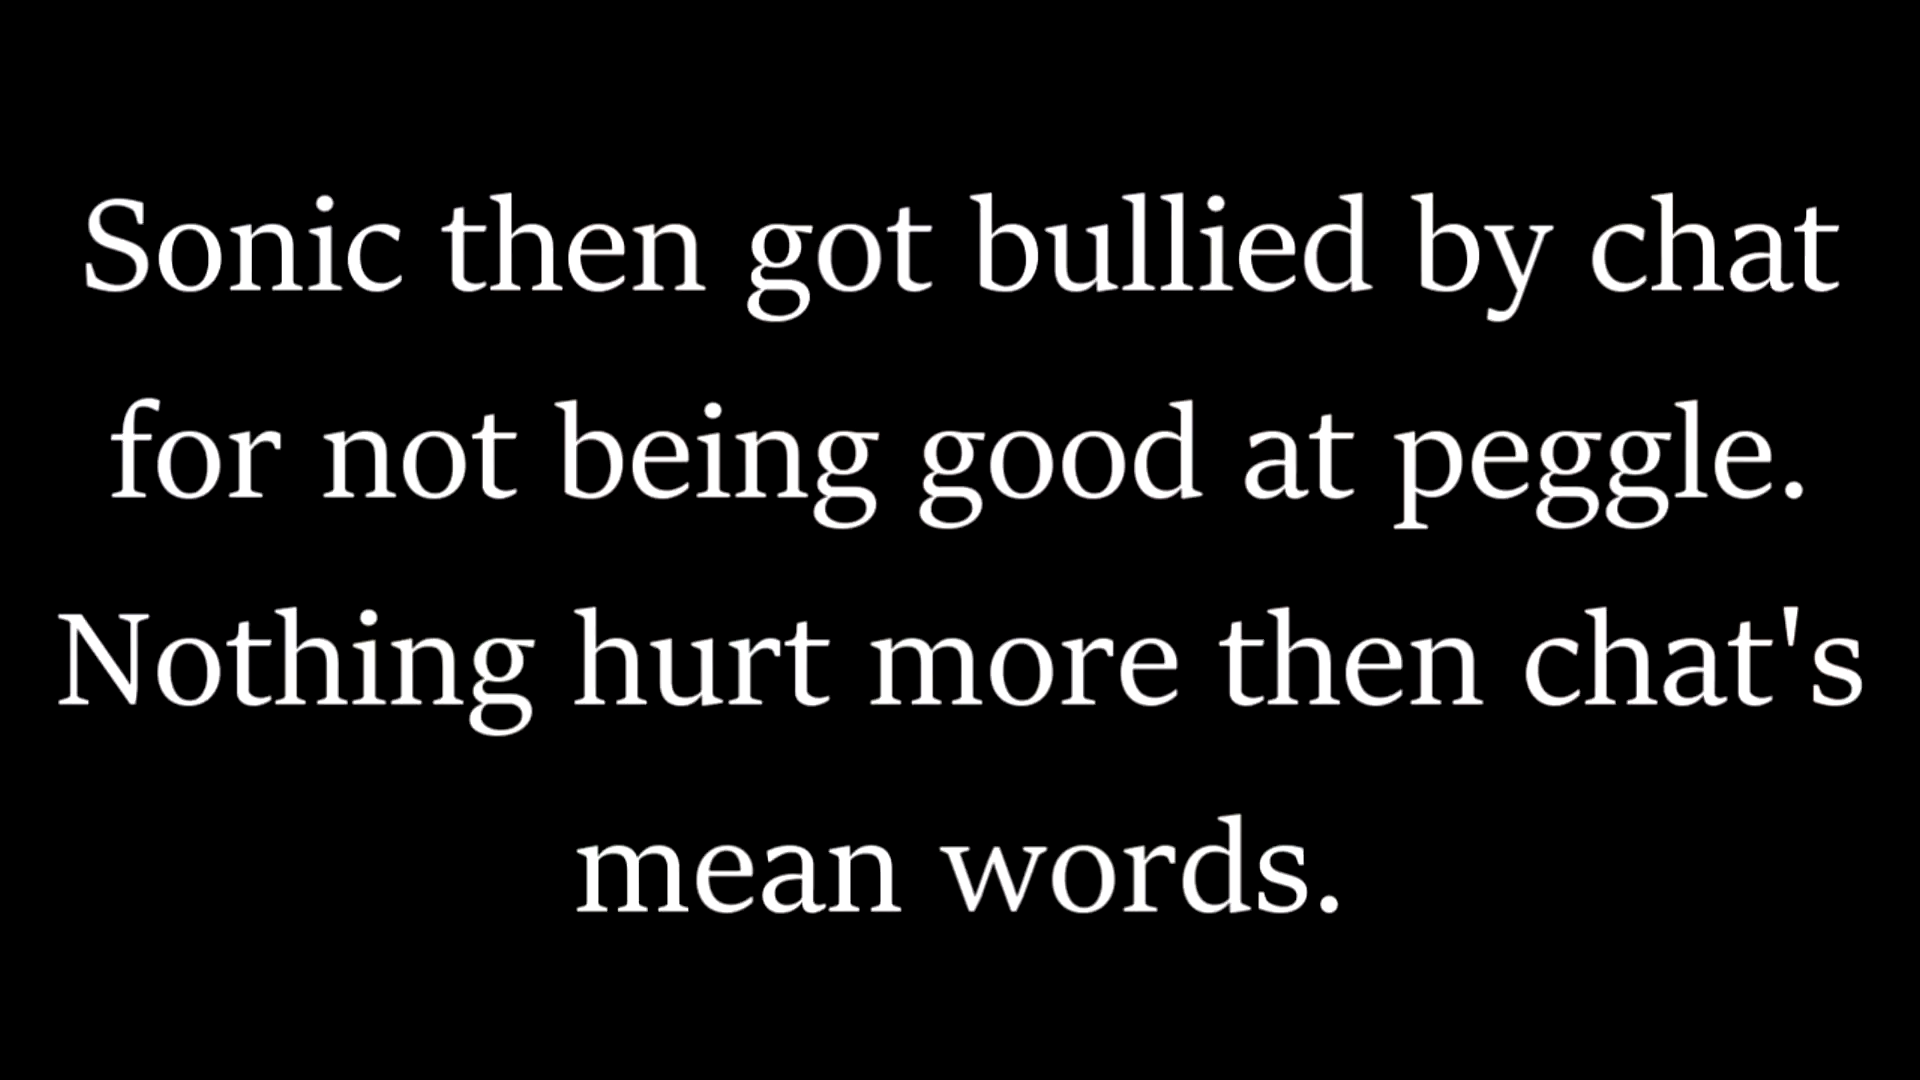 Sonic then got bullied by chat
for not being good at peggle.
Nothing hurt more then chat's
mean words.